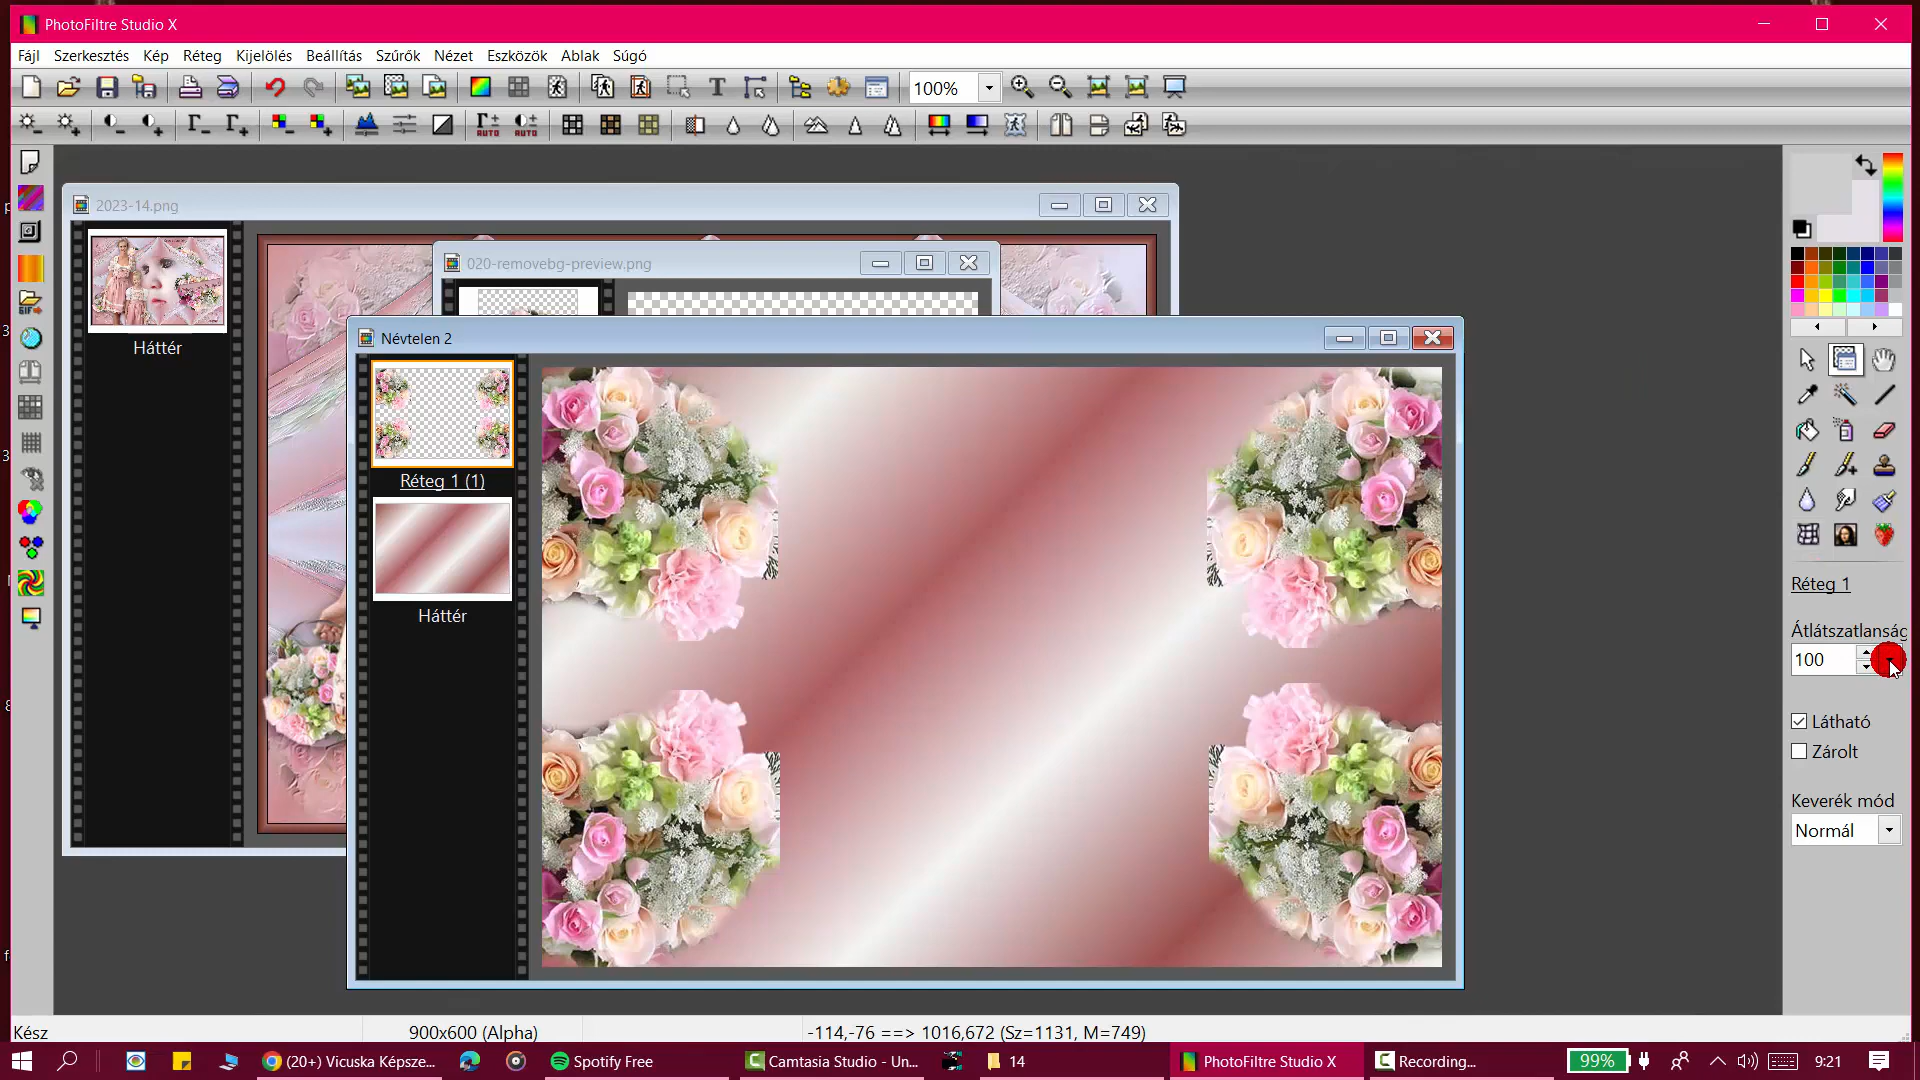 PhotoFiltre Studio X
Fájl Szerkesztés Kép Réteg Kijelölés Beállítás Szűrők Nézet Eszközök Ablak Súgó
100%
2023-14.png
Háttér
020-removebg-preview.png
Névtelen 2
Réteg 1 (1)
Háttér
Réteg 1
Átlátszatlanság
100
Látható
Zárolt
Keverék mód
Normál
Kész 900x600 (Alpha) -114,-76 ==> 1016,672 (Sz=1131, M=749)
(20+) Vicuska Képsze... Spotify Free Camtasia Studio - Un... 14 PhotoFiltre Studio X Recording... 99% 9:21